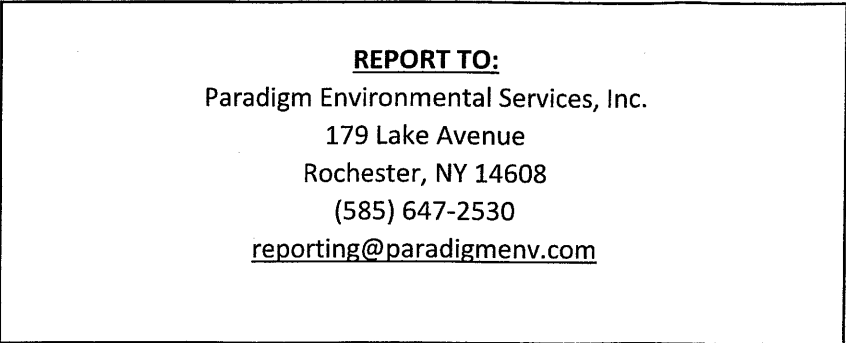 REPORT TO:
Paradigm Environmental Services, Inc.
179 Lake Avenue
Rochester, NY 14608
(585) 647-2530
reporting@paradigmenv.com